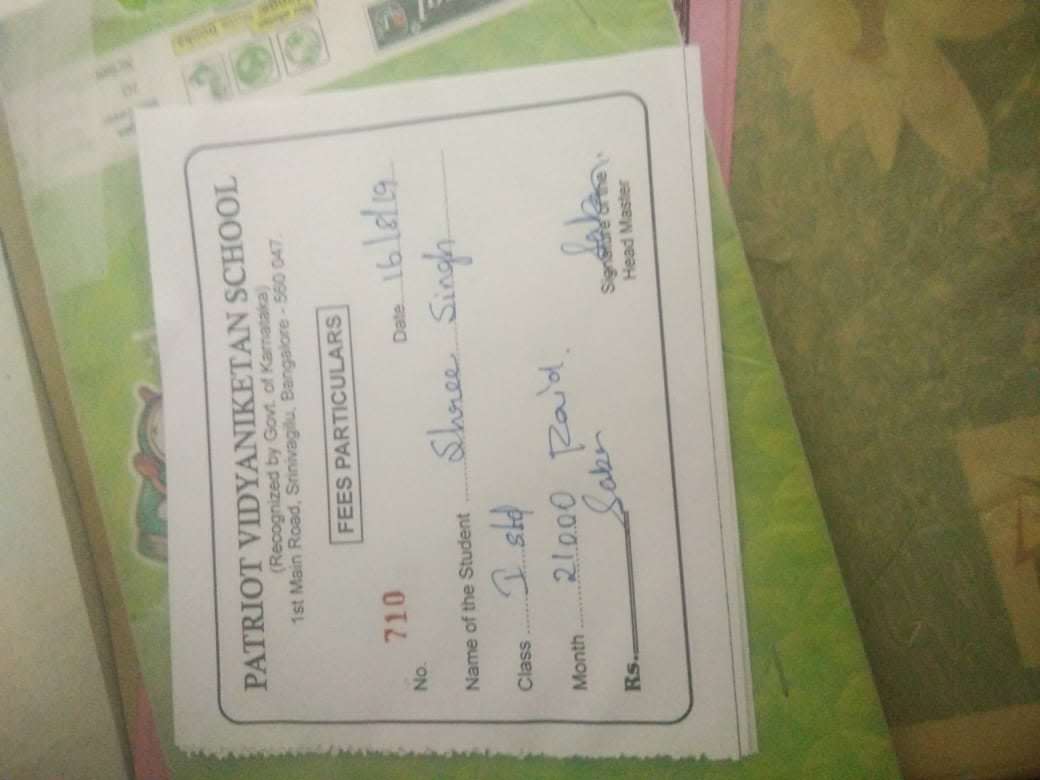 PATRIOT VIDYANIKETAN SCHOOL
(Recognized by Govt. of Karnataka)
1st Main Road, Srinivagilu, Bangalore - 560 047.
FEES PARTICULARS
No. 710 Date 16/8/19
Name of the Student Shree Singh
Class I std
Month 21000 Paid.
Rs.
Signature of the
Head Master